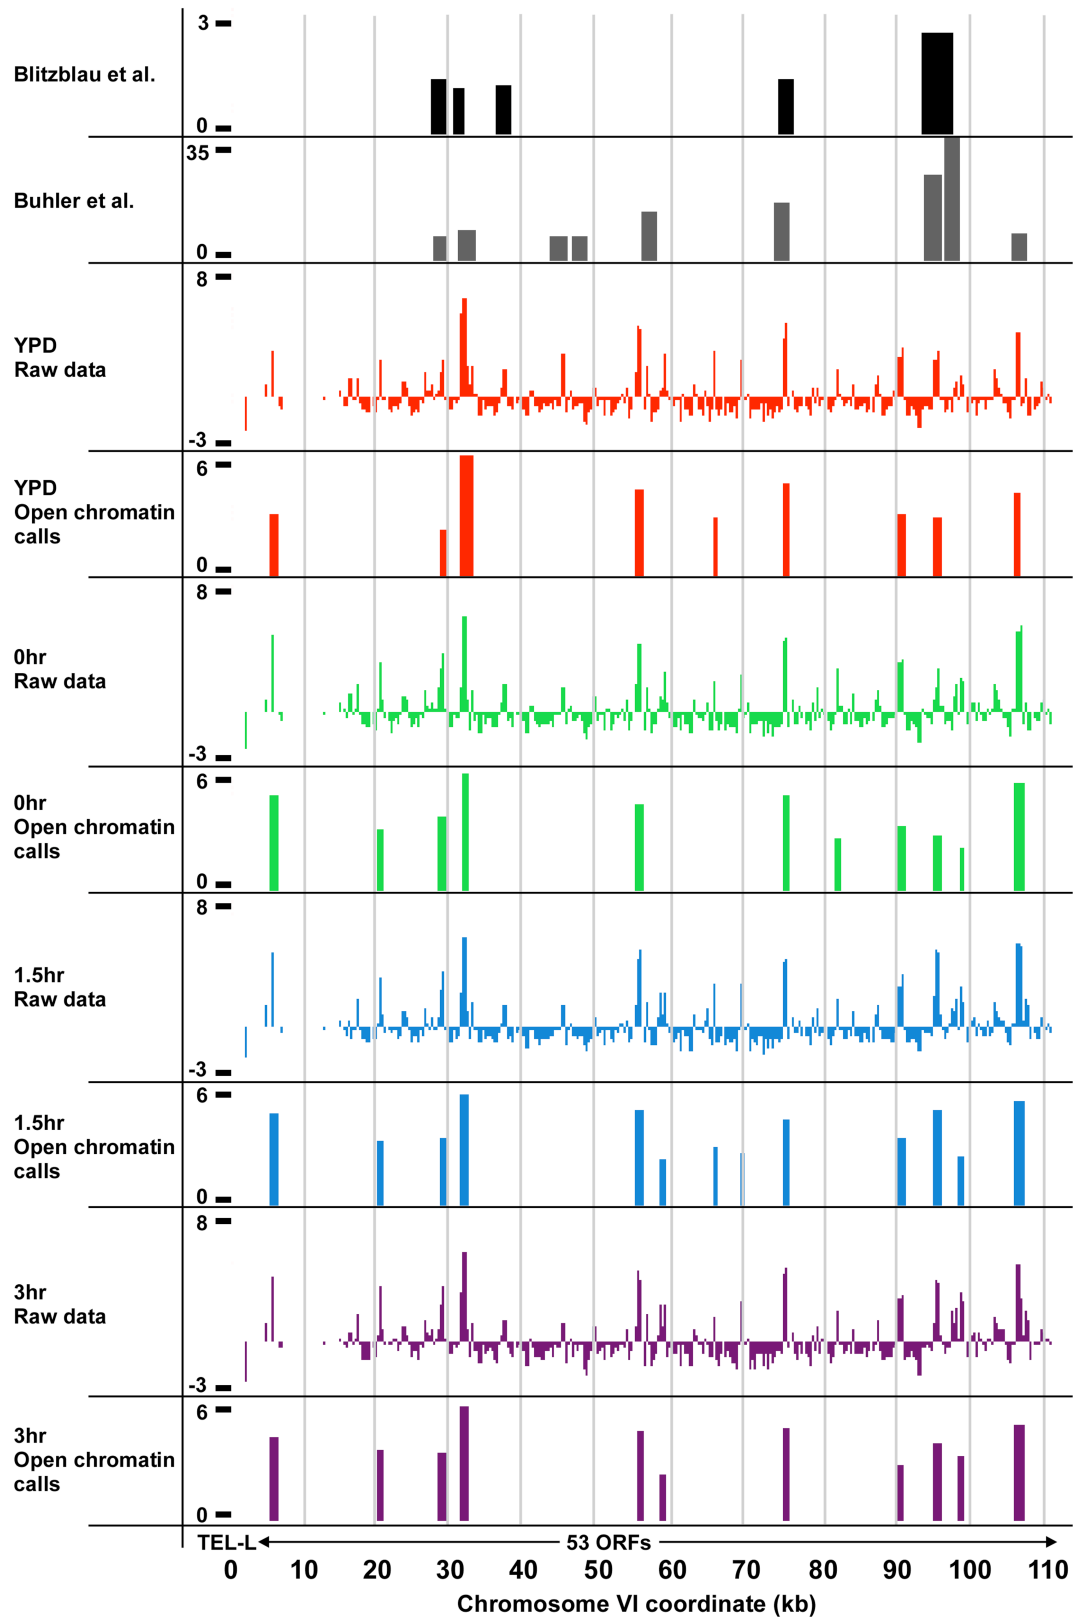 3
Blitzblau et al.
0
35
Buhler et al.
0
8
YPD
Raw data
-3
6
YPD
Open chromatin
calls
0
8
0hr
Raw data
-3
6
0hr
Open chromatin
calls
0
8
1.5hr
Raw data
-3
6
1.5hr
Open chromatin
calls
0
8
3hr
Raw data
-3
6
3hr
Open chromatin
calls
0
TEL-L 53 ORFs
0 10 20 30 40 50 60 70 80 90 100 110
Chromosome VI coordinate (kb)